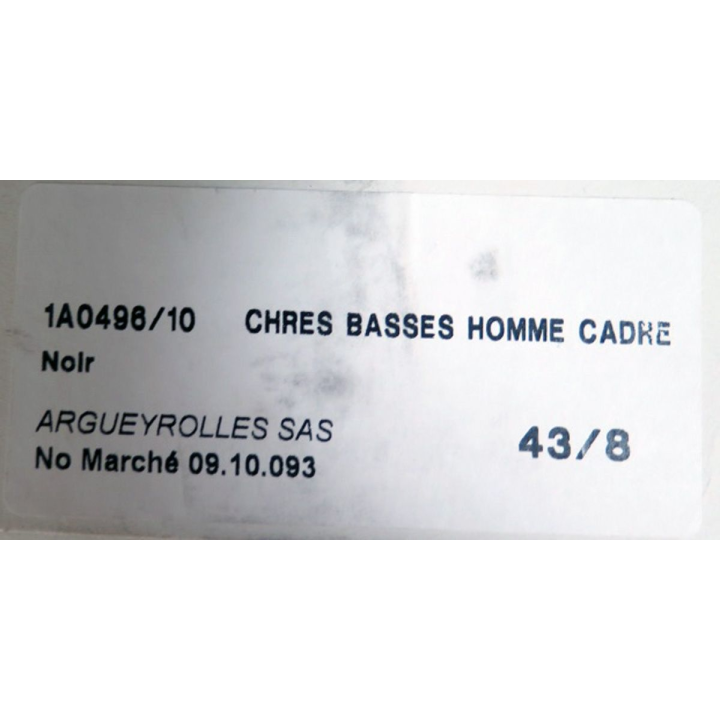 1A0496/10 CHRES BASSES HOMME CADRE
Noir
ARGUEYROLLES SAS
43/8
No Marché 09.10.093